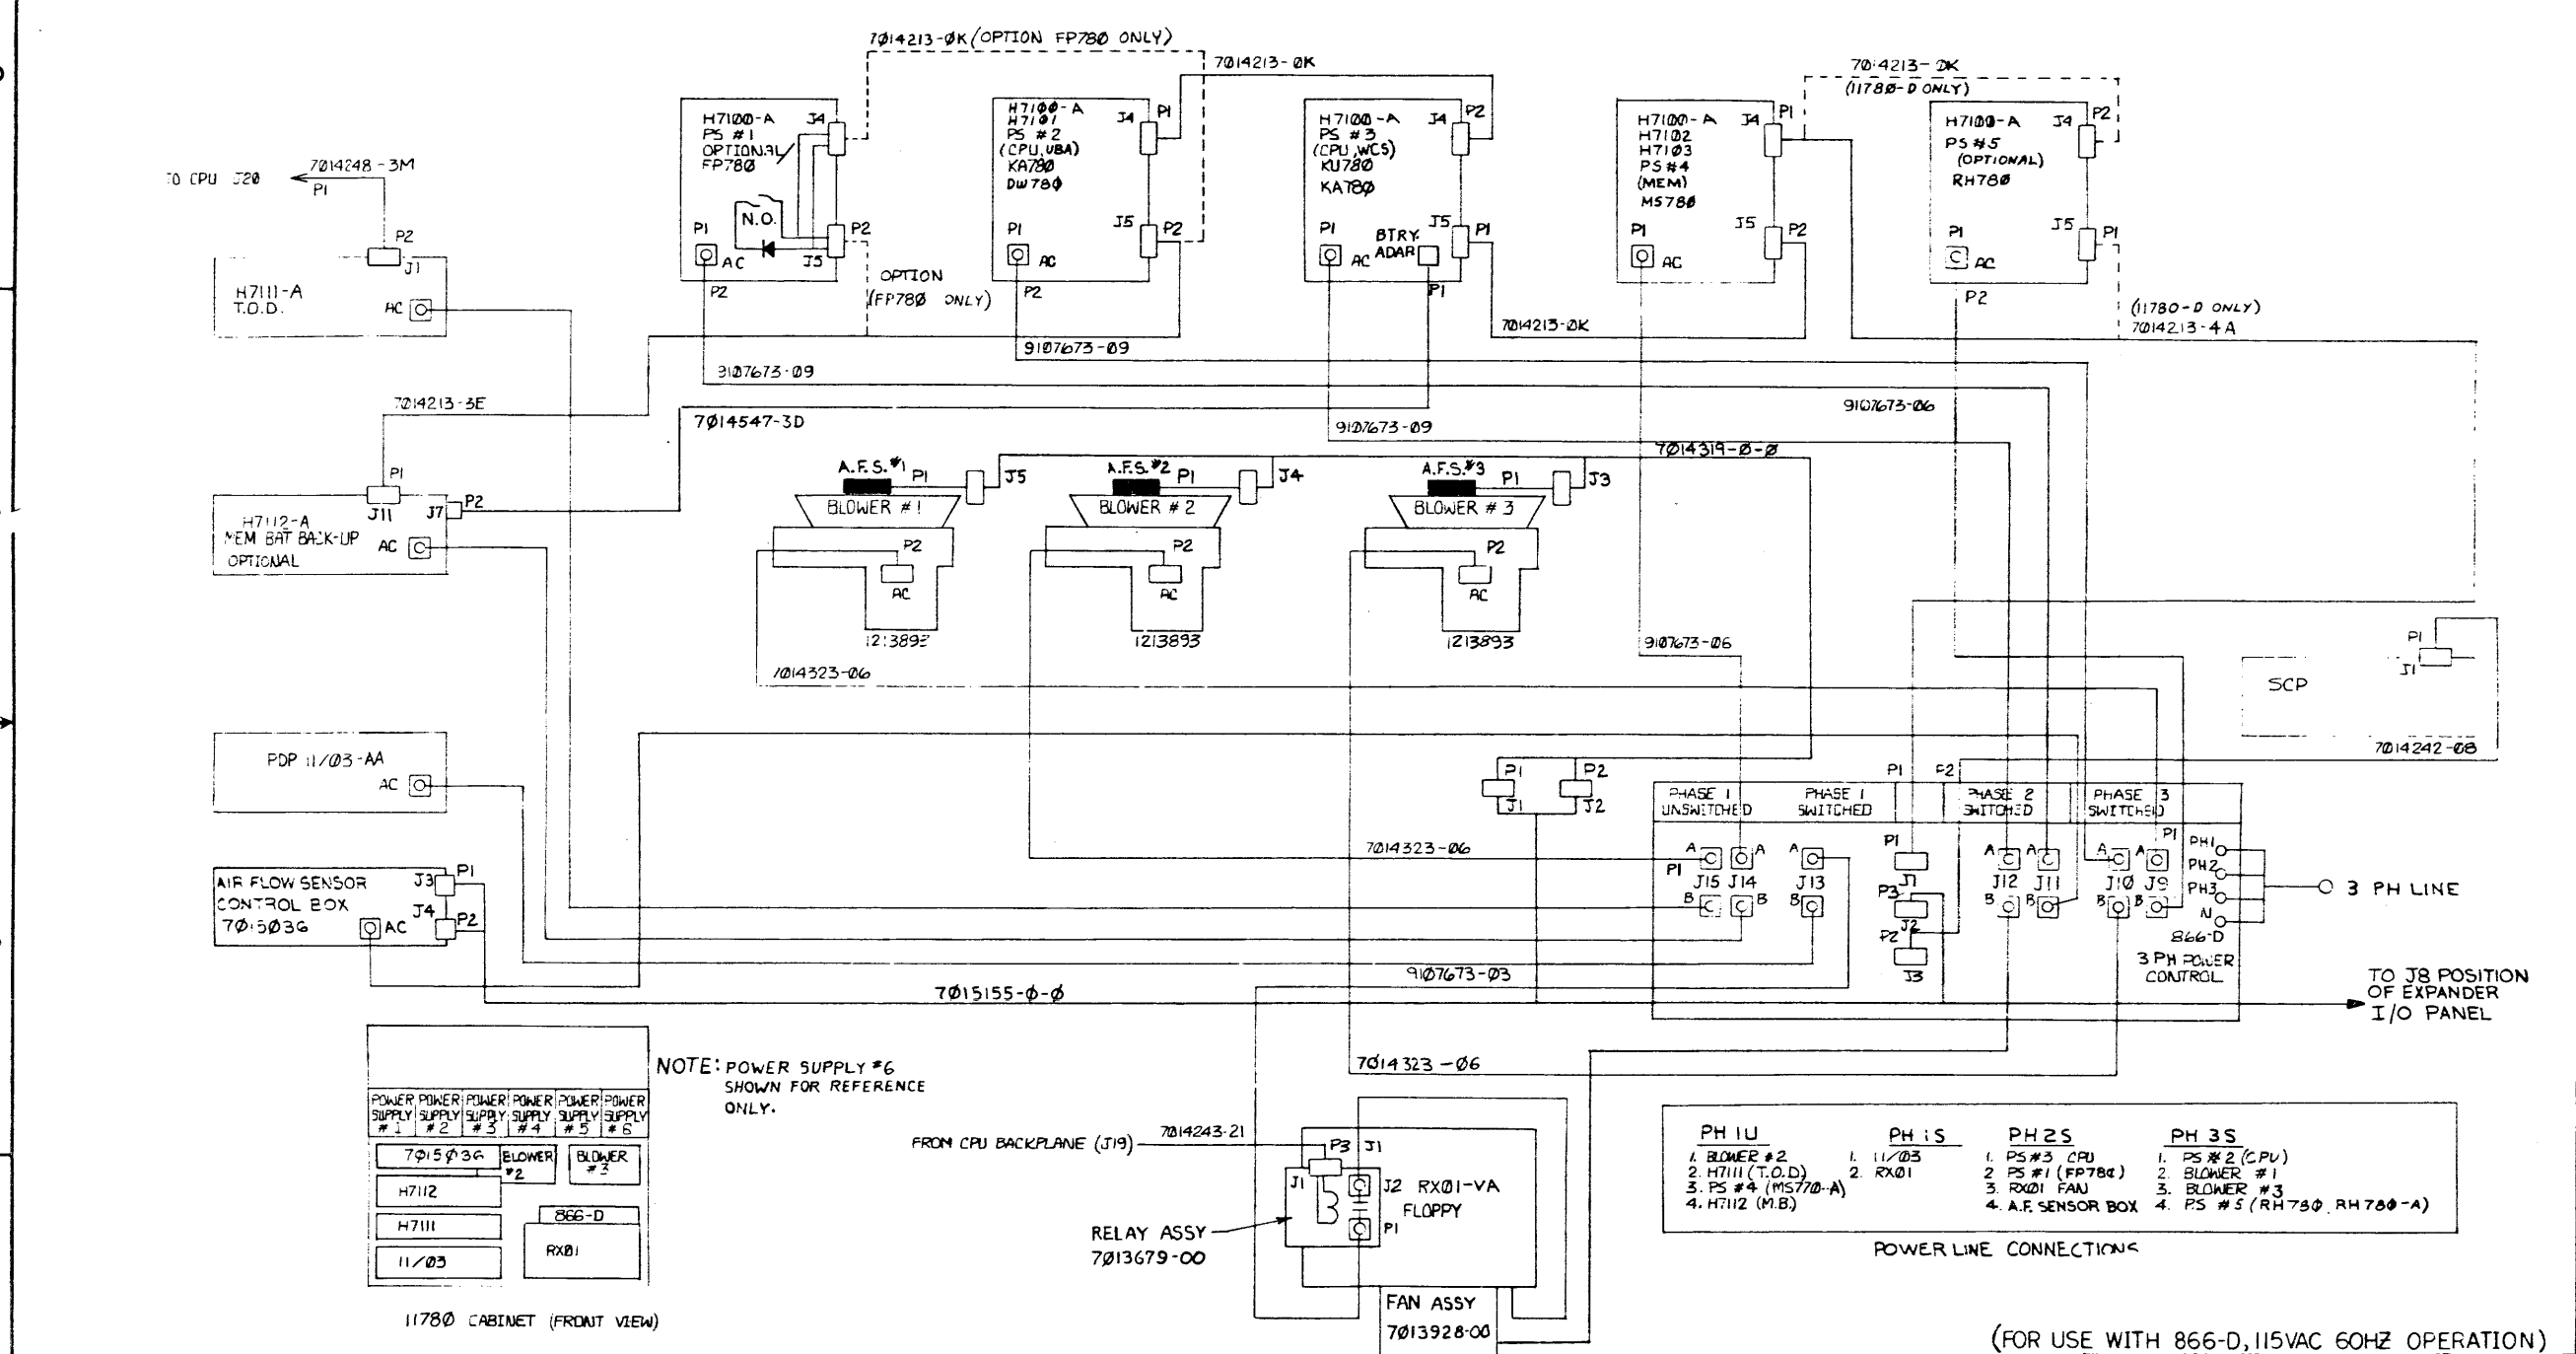 7014213-0K (OPTION FP780 ONLY)
7014213-0K
7014213-0K
(11780-D ONLY)
TO CPU J20
7014248-3M
P1
P2
J1
H7111-A
T.O.D.
AC
H7100-A
PS #1
OPTIONAL
FP780
J4
N.O.
P1
AC
P2
J5
P2
OPTION
(FP780 ONLY)
H7100-A
H7101
PS #2
(CPU, UBA)
KA780
DW780
J4
P1
J5
P2
P1
AC
P2
H7100-A
PS #3
(CPU, WCS)
KU780
KA780
J4
P2
J5
P1
P1
AC
BTRY.
ADAR
P1
H7100-A
H7102
H7103
PS #4
(MEM)
MS780
J4
P1
J5
P2
P1
AC
H7100-A
PS #5
(OPTIONAL)
RH780
J4
P2
J5
P1
P1
AC
P2
(11780-D ONLY)
7014213-4A
7014213-0K
9107673-09
9107673-09
7014213-3E
7014547-3D
9107673-09
9107673-06
7014319-0-0
P1
J11
J7
P2
H7112-A
MEM BAT BACK-UP
OPTIONAL
AC
A.F.S. #1
P1
J5
BLOWER #1
P2
AC
1213893
A.F.S. #2
P1
J4
BLOWER #2
P2
AC
1213893
A.F.S. #3
P1
J3
BLOWER #3
P2
AC
1213893
7014323-06
9107673-06
P1
J1
SCP
7014242-08
PDP 11/03-AA
AC
P1
P2
J1
J2
P1
P2
PHASE 1
UNSWITCHED
PHASE 1
SWITCHED
PHASE 2
SWITCHED
PHASE 3
SWITCHED
7014323-06
A
A
A
P1
J15
J14
J13
B
B
B
P1
J1
P3
J2
P2
J3
A
A
J12
J11
B
B
A
A
P1
J10
J9
B
B
PH1
PH2
PH3
N
3 PH LINE
866-D
3 PH POWER
CONTROL
AIR FLOW SENSOR
CONTROL BOX
7015036
J3
P1
J4
P2
AC
9107673-03
7015155-0-0
TO J8 POSITION
OF EXPANDER
I/O PANEL
7014323-06
NOTE: POWER SUPPLY #6
SHOWN FOR REFERENCE
ONLY.
POWER SUPPLY #1
POWER SUPPLY #2
POWER SUPPLY #3
POWER SUPPLY #4
POWER SUPPLY #5
POWER SUPPLY #6
7015036
BLOWER #2
BLOWER #3
H7112
H7111
11/03
866-D
RX01
11780 CABINET (FRONT VIEW)
FROM CPU BACKPLANE (J19)
7014243-21
P3
J1
J1
J2
P1
RX01-VA
FLOPPY
RELAY ASSY
7013679-00
FAN ASSY
7013928-00
PH 1U
1. BLOWER #2
2. H7111 (T.O.D)
3. PS #4 (MS770-A)
4. H7112 (M.B.)
PH 1S
1. 11/03
2. RX01
PH 2S
1. PS #3 CPU
2 PS #1 (FP780)
3. RX01 FAN
4. A.F. SENSOR BOX
PH 3S
1. PS #2 (CPU)
2. BLOWER #1
3. BLOWER #3
4. PS #5 (RH780, RH780-A)
POWER LINE CONNECTIONS
(FOR USE WITH 866-D, 115VAC 60HZ OPERATION)